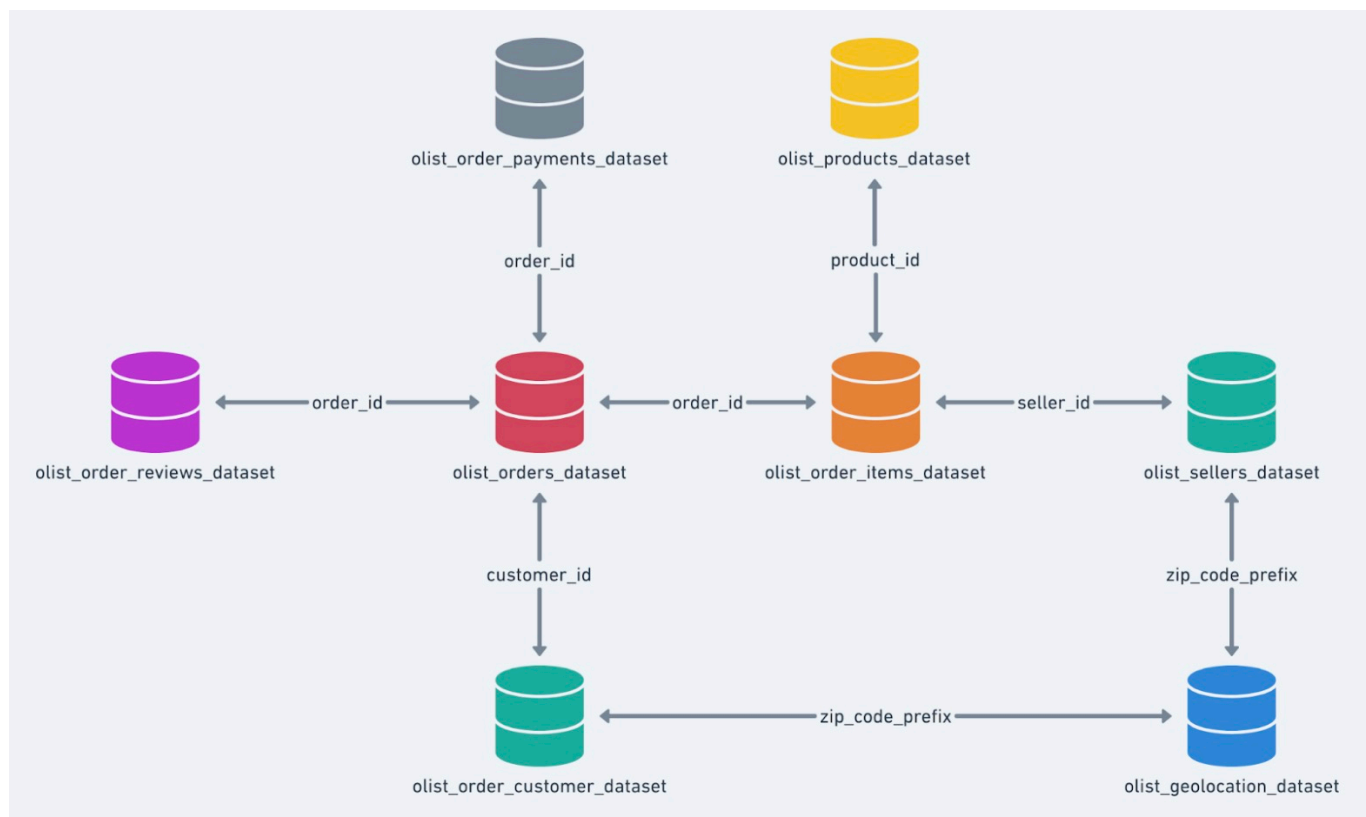 olist_order_payments_dataset
olist_products_dataset
order_id
product_id
order_id
order_id
seller_id
olist_order_reviews_dataset
olist_orders_dataset
olist_order_items_dataset
olist_sellers_dataset
customer_id
zip_code_prefix
zip_code_prefix
olist_order_customer_dataset
olist_geolocation_dataset